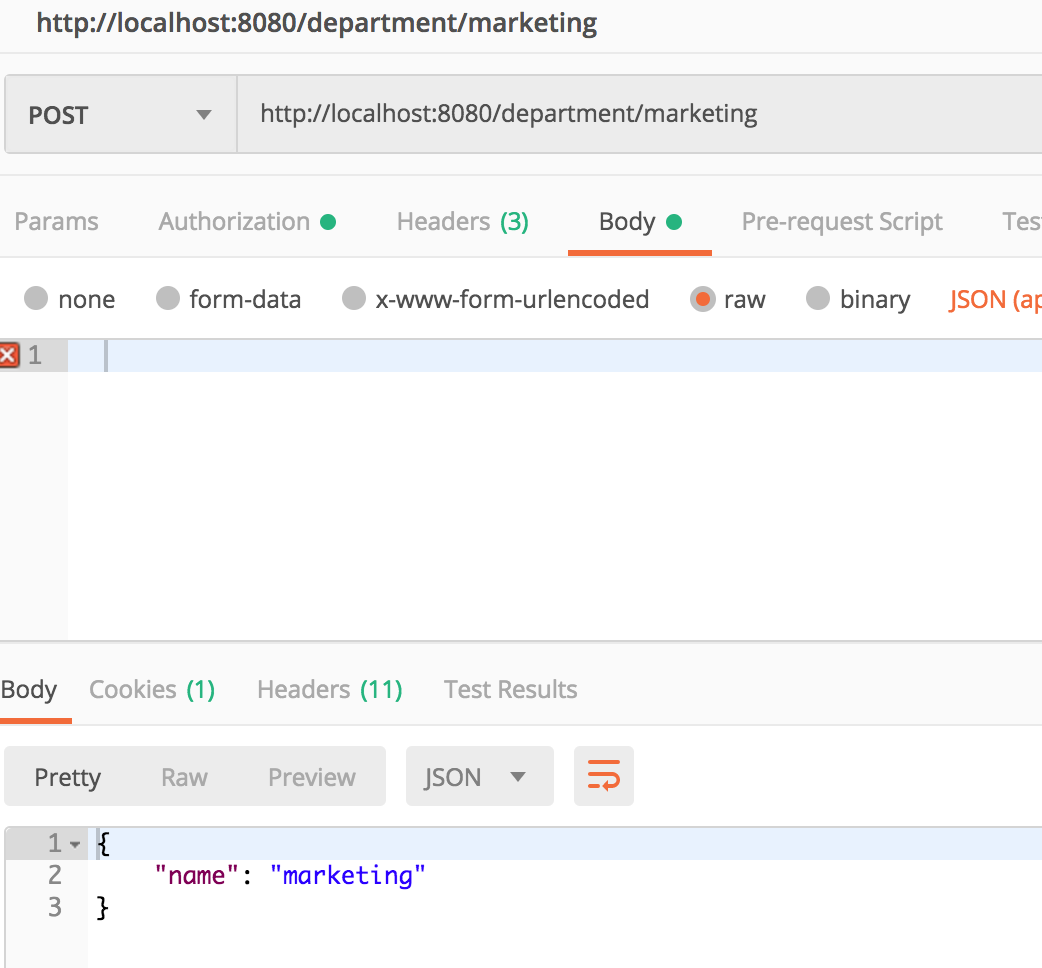 http://localhost:8080/department/marketing
POST http://localhost:8080/department/marketing
Params Authorization Headers (3) Body Pre-request Script Tes
none form-data x-www-form-urlencoded raw binary JSON (ap
1
Body Cookies (1) Headers (11) Test Results
Pretty Raw Preview JSON
1 {
2 "name": "marketing"
3 }